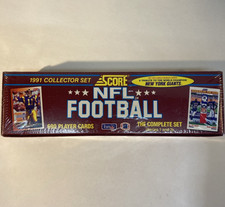 1991 COLLECTOR SET
SCORE
NEW YORK GIANTS
NFL
FOOTBALL
690 PLAYER CARDS
THE COMPLETE SET